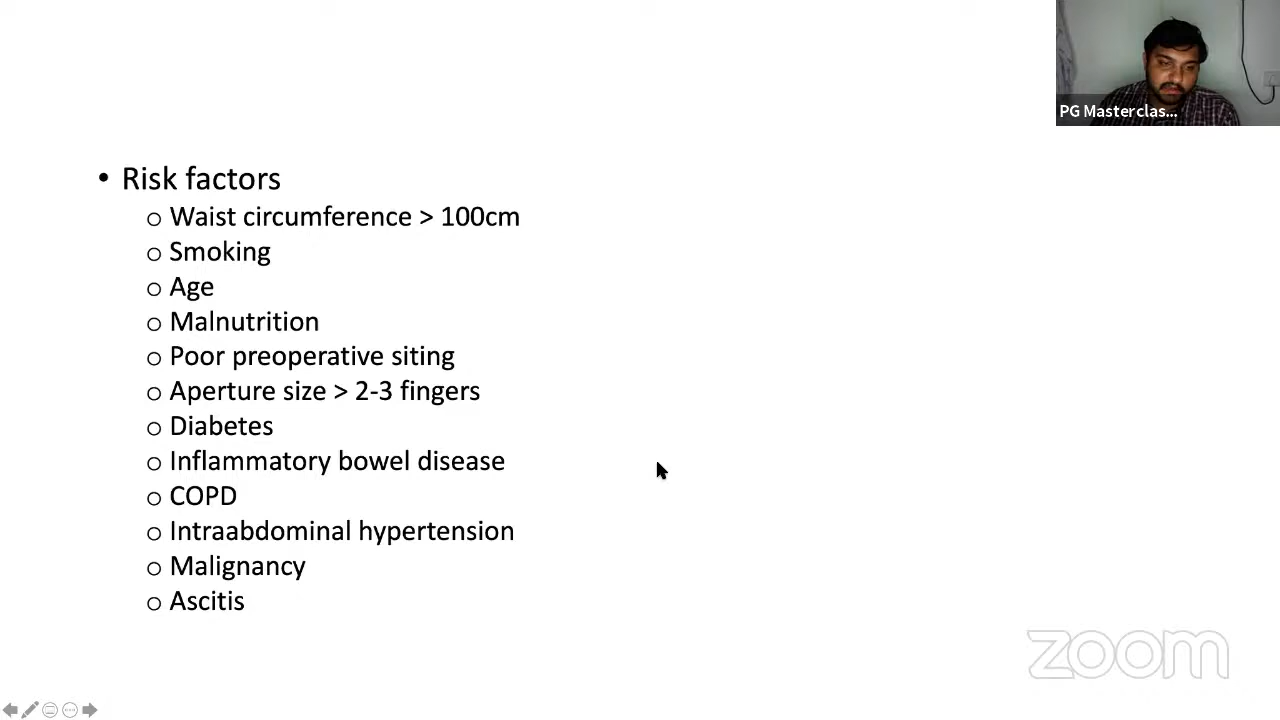 PG Masterclas...
• Risk factors
o Waist circumference > 100cm
o Smoking
o Age
o Malnutrition
o Poor preoperative siting
o Aperture size > 2-3 fingers
o Diabetes
o Inflammatory bowel disease
o COPD
o Intraabdominal hypertension
o Malignancy
o Ascitis
zoom